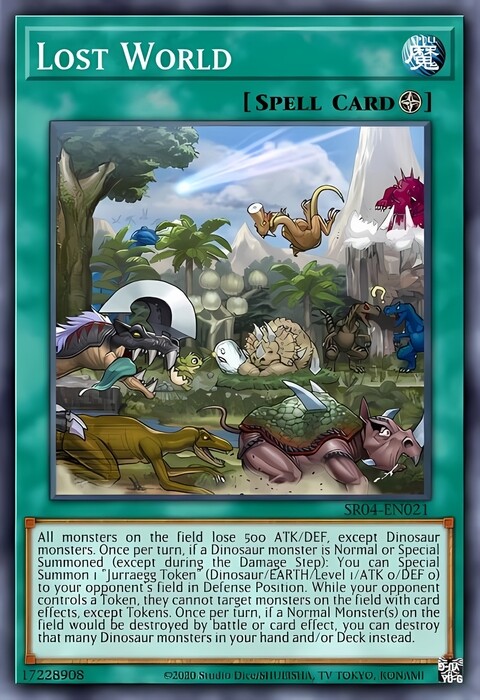 LOST WORLD
魔
[SPELL CARD]
?
SR04-EN021
All monsters on the field lose 500 ATK/DEF, except Dinosaur
monsters. Once per turn, if a Dinosaur monster is Normal or Special
Summoned (except during the Damage Step): You can Special
Summon 1 "Jurraegg Token" (Dinosaur/EARTH/Level 1/ATK 0/DEF 0)
to your opponent's field in Defense Position. While your opponent
controls a Token, they cannot target monsters on the field with card
effects, except Tokens. Once per turn, if a Normal Monster(s) on the
field would be destroyed by battle or card effect, you can destroy
that many Dinosaur monsters in your hand and/or Deck instead.
17228908
©2020 Studio Dice/SHUEISHA, TV TOKYO, KONAMI